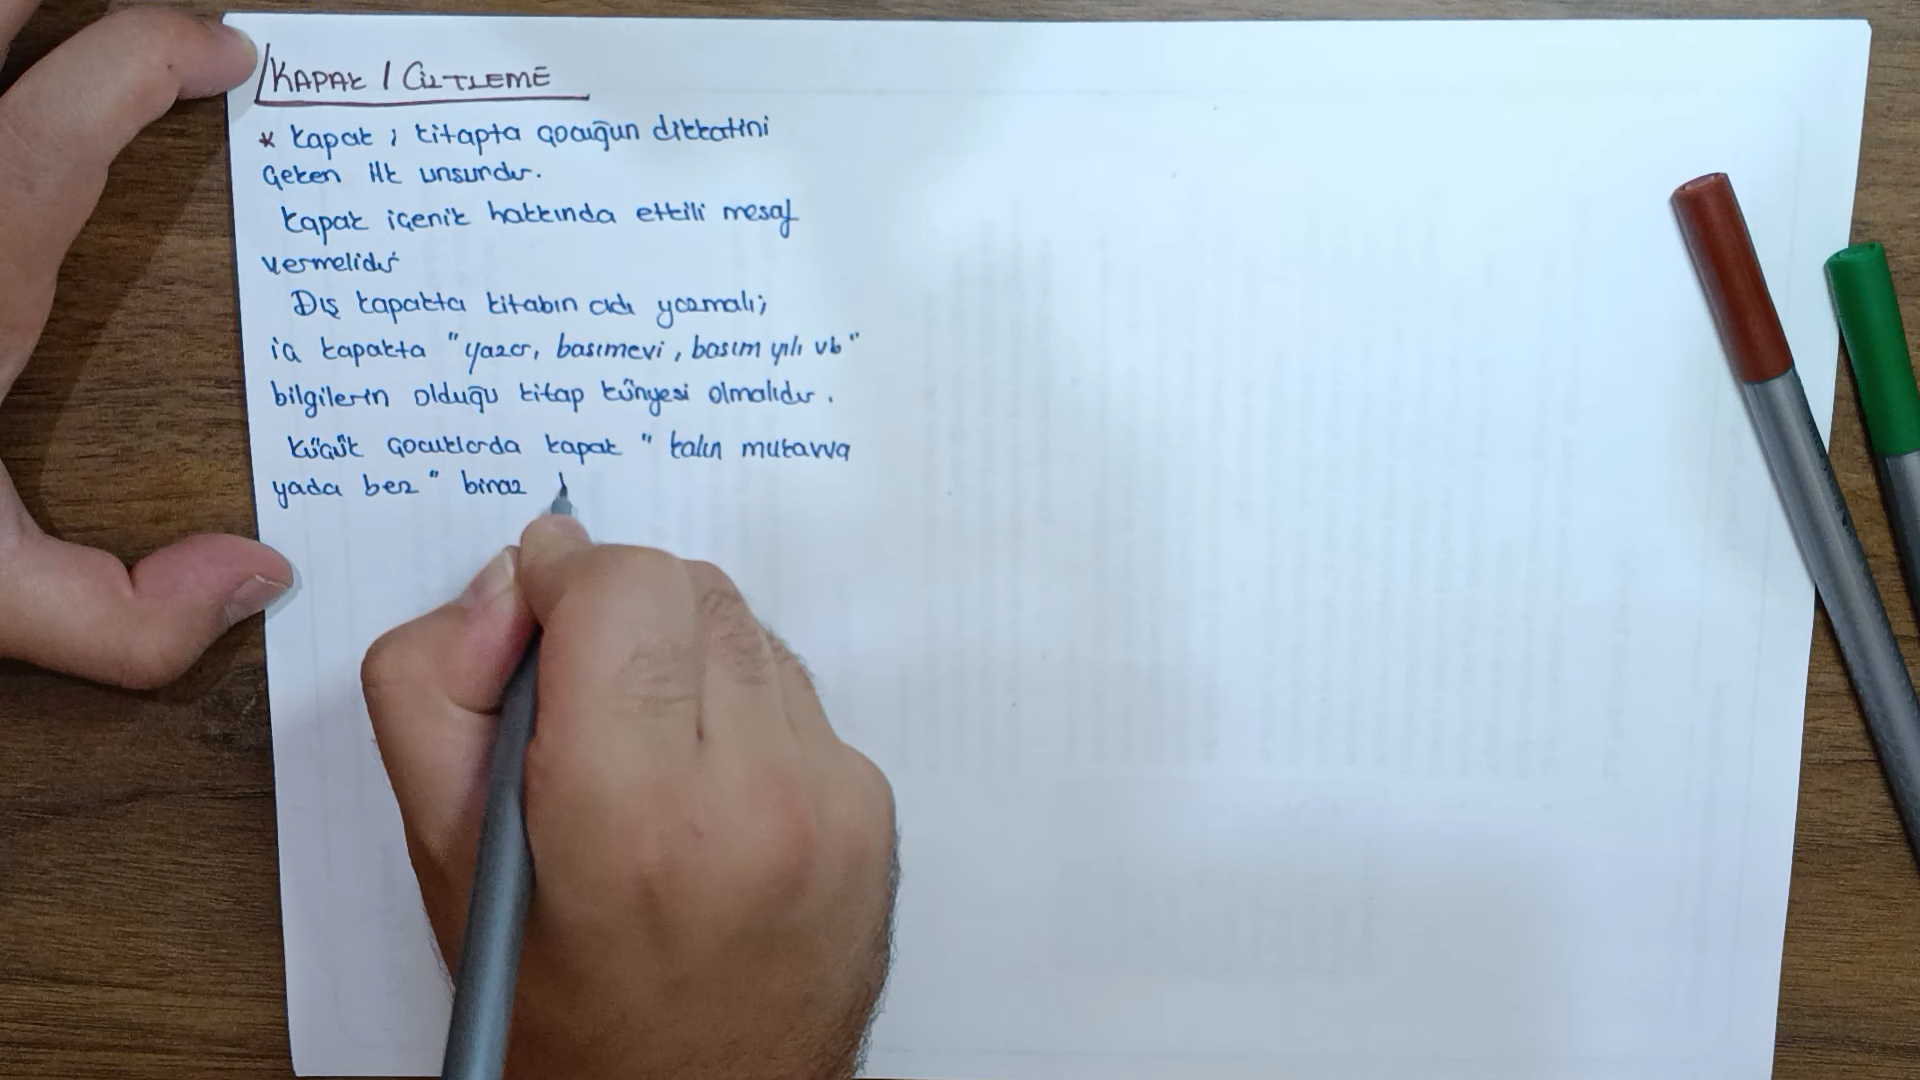 KAPAK / CİLTLEME
* Kapak ; kitapta çocuğun dikkatini
Çeken ilk unsurdur.
Kapak içerik hakkında etkili mesaj
vermelidir
Dış kapakta kitabın adı yazmalı;
iç kapakta "yazar, basımevi, basım yılı vb"
bilgilerin olduğu kitap künyesi olmalıdır.
Küçük çocuklarda kapak "kalın mukavva
yada bez" biraz